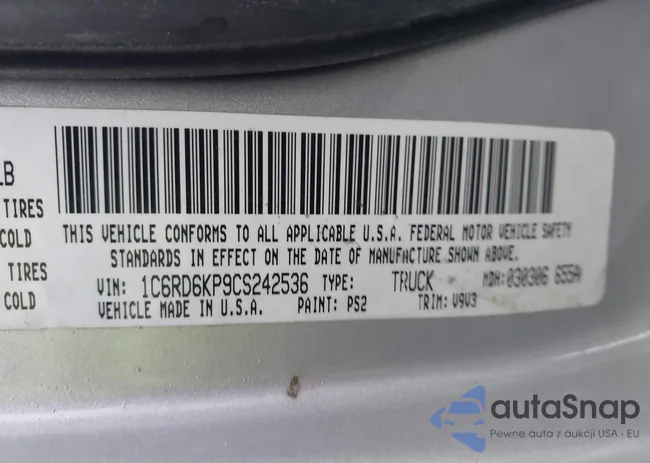 LB
TIRES
COLD
TIRES
COLD
THIS VEHICLE CONFORMS TO ALL APPLICABLE U.S.A. FEDERAL MOTOR VEHICLE SAFETY
STANDARDS IN EFFECT ON THE DATE OF MANUFACTURE SHOWN ABOVE.
VIN: 1C6RD6KP9CS242536 TYPE: TRUCK MDH: 030306 655AN
VEHICLE MADE IN U.S.A. PAINT: PS2 TRIM: V9V3
autaSnap
Pewne auta z aukcji USA i EU